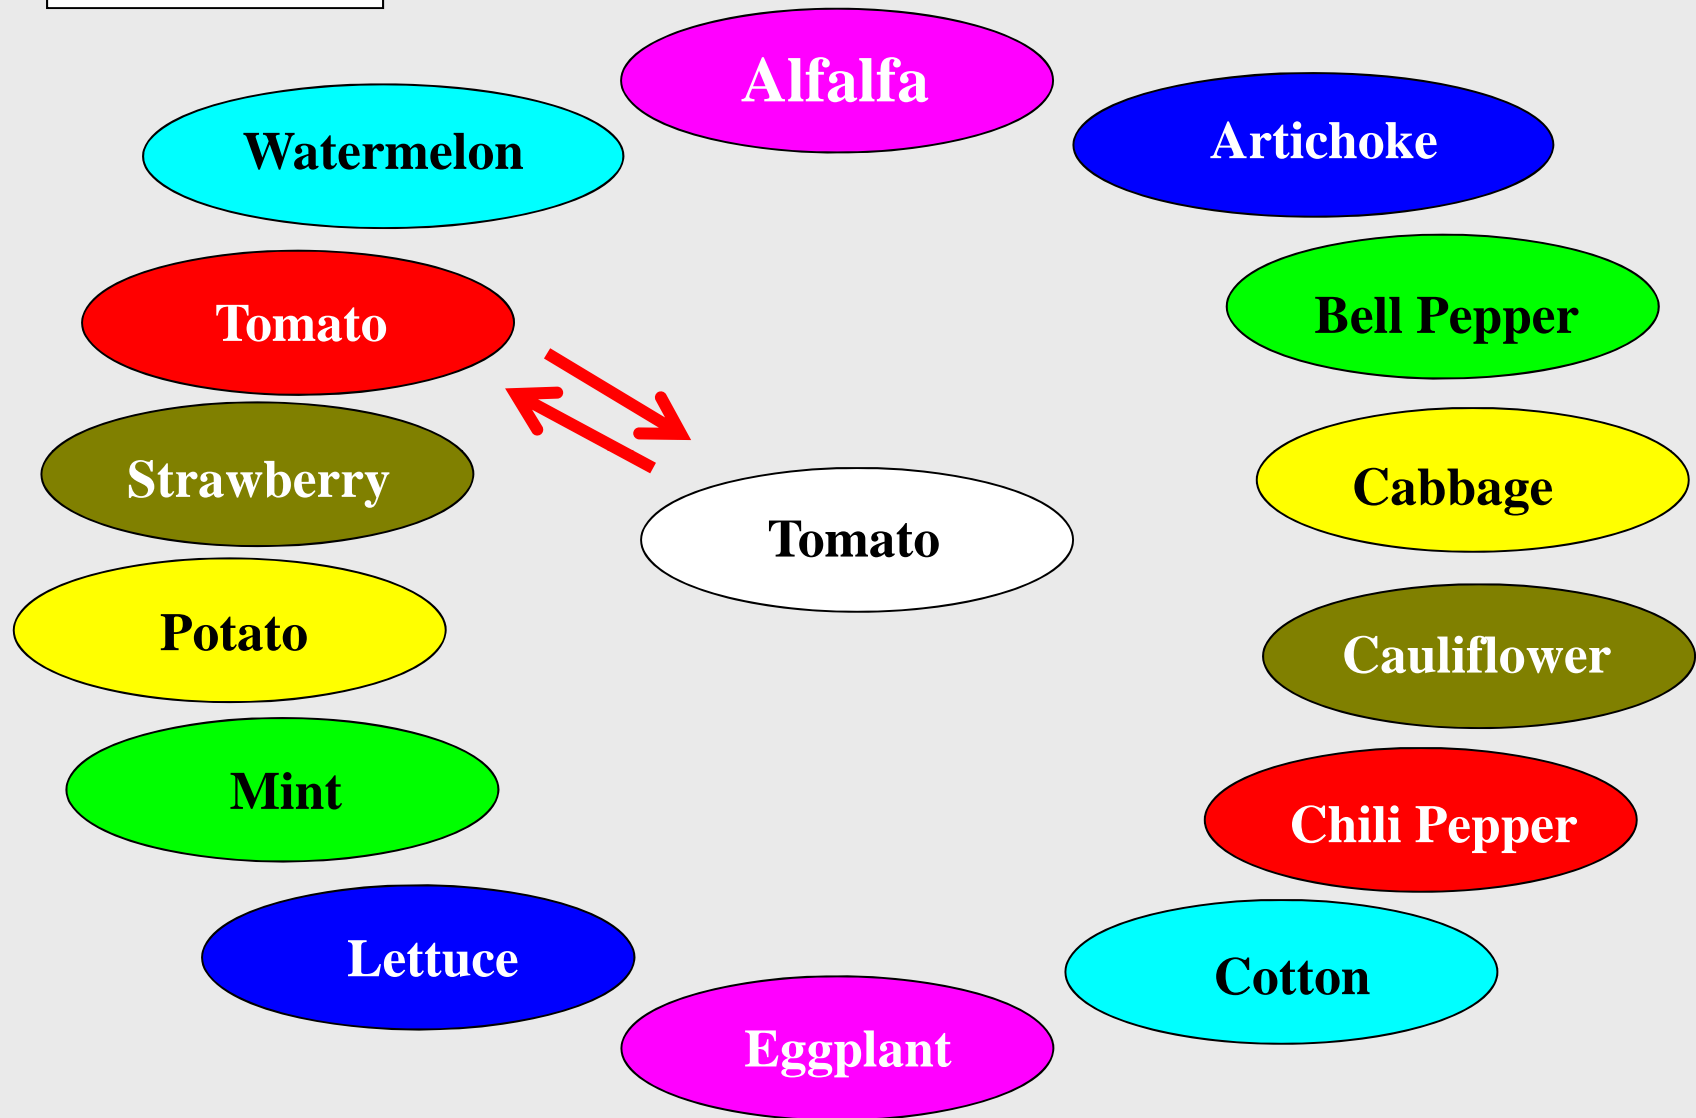 Alfalfa
Watermelon
Artichoke
Tomato
Bell Pepper
Strawberry
Cabbage
Tomato
Potato
Cauliflower
Mint
Chili Pepper
Lettuce
Cotton
Eggplant